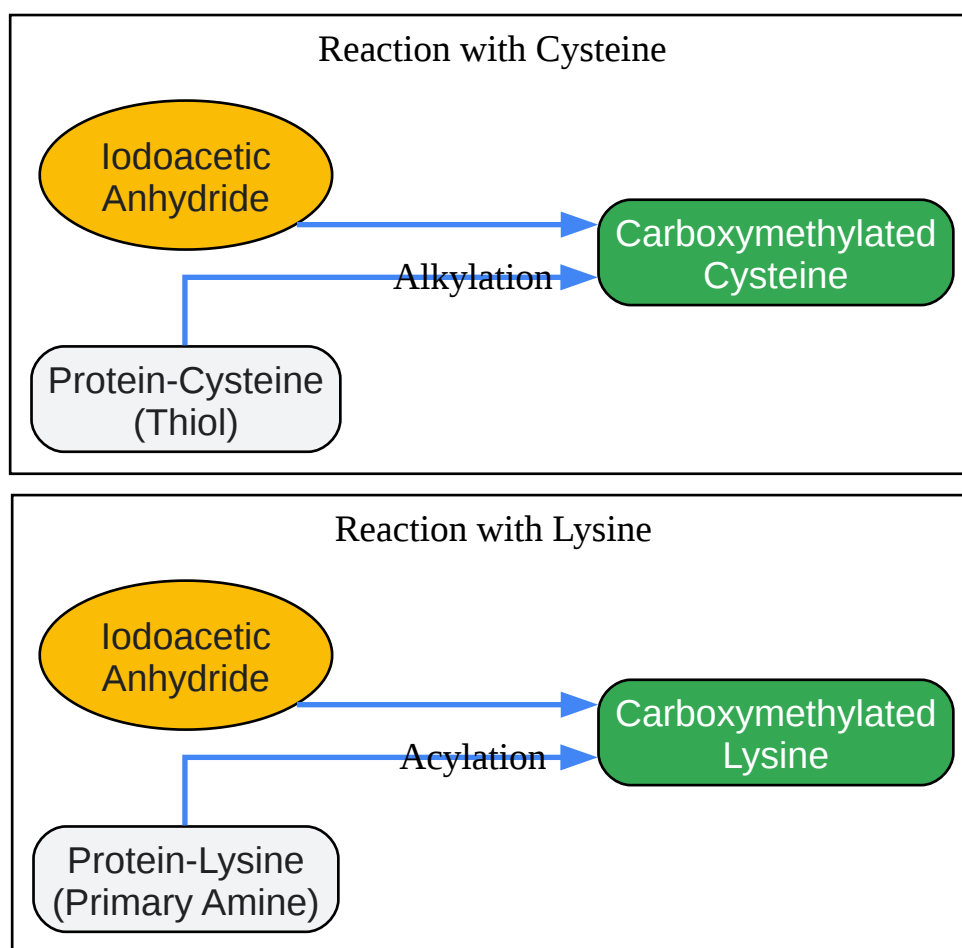 Reaction with Cysteine
Iodoacetic
Anhydride
Carboxymethylated
Cysteine
Alkylation
Protein-Cysteine
(Thiol)
Reaction with Lysine
Iodoacetic
Anhydride
Carboxymethylated
Lysine
Acylation
Protein-Lysine
(Primary Amine)